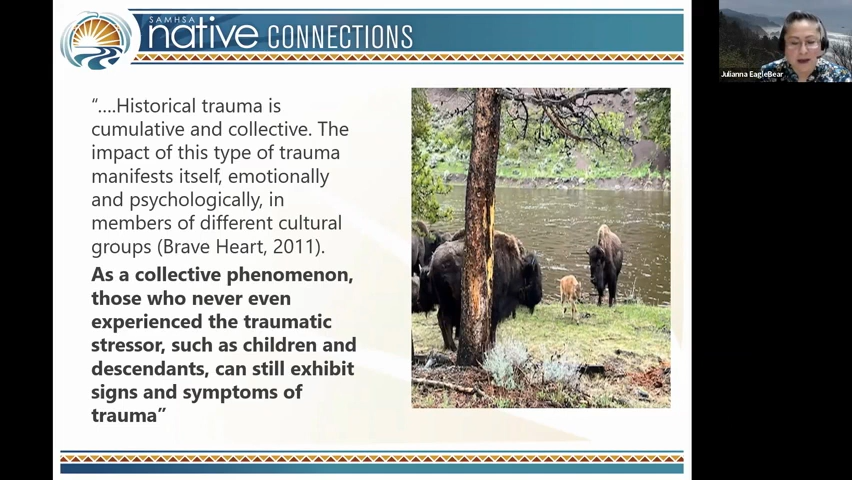 SAMHSA
native CONNECTIONS
Julianna EagleBear
“....Historical trauma is
cumulative and collective. The
impact of this type of trauma
manifests itself, emotionally
and psychologically, in
members of different cultural
groups (Brave Heart, 2011).
As a collective phenomenon,
those who never even
experienced the traumatic
stressor, such as children and
descendants, can still exhibit
signs and symptoms of
trauma”